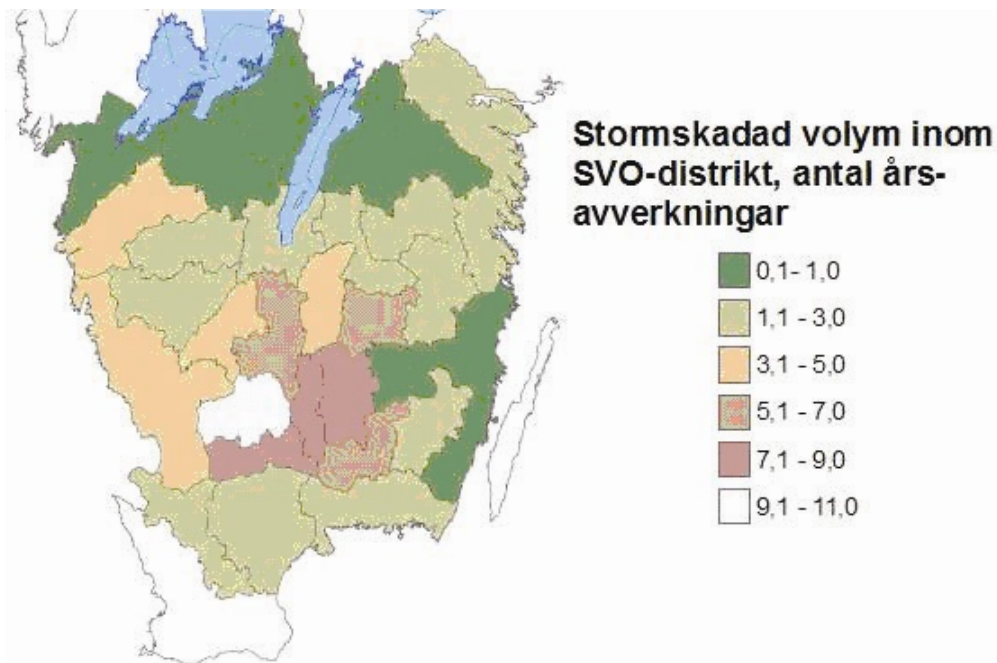 Stormskadad volym inom
SVO-distrikt, antal års-
avverkningar
0,1- 1,0
1,1 - 3,0
3,1 - 5,0
5,1 - 7,0
7,1 - 9,0
9,1 - 11,0